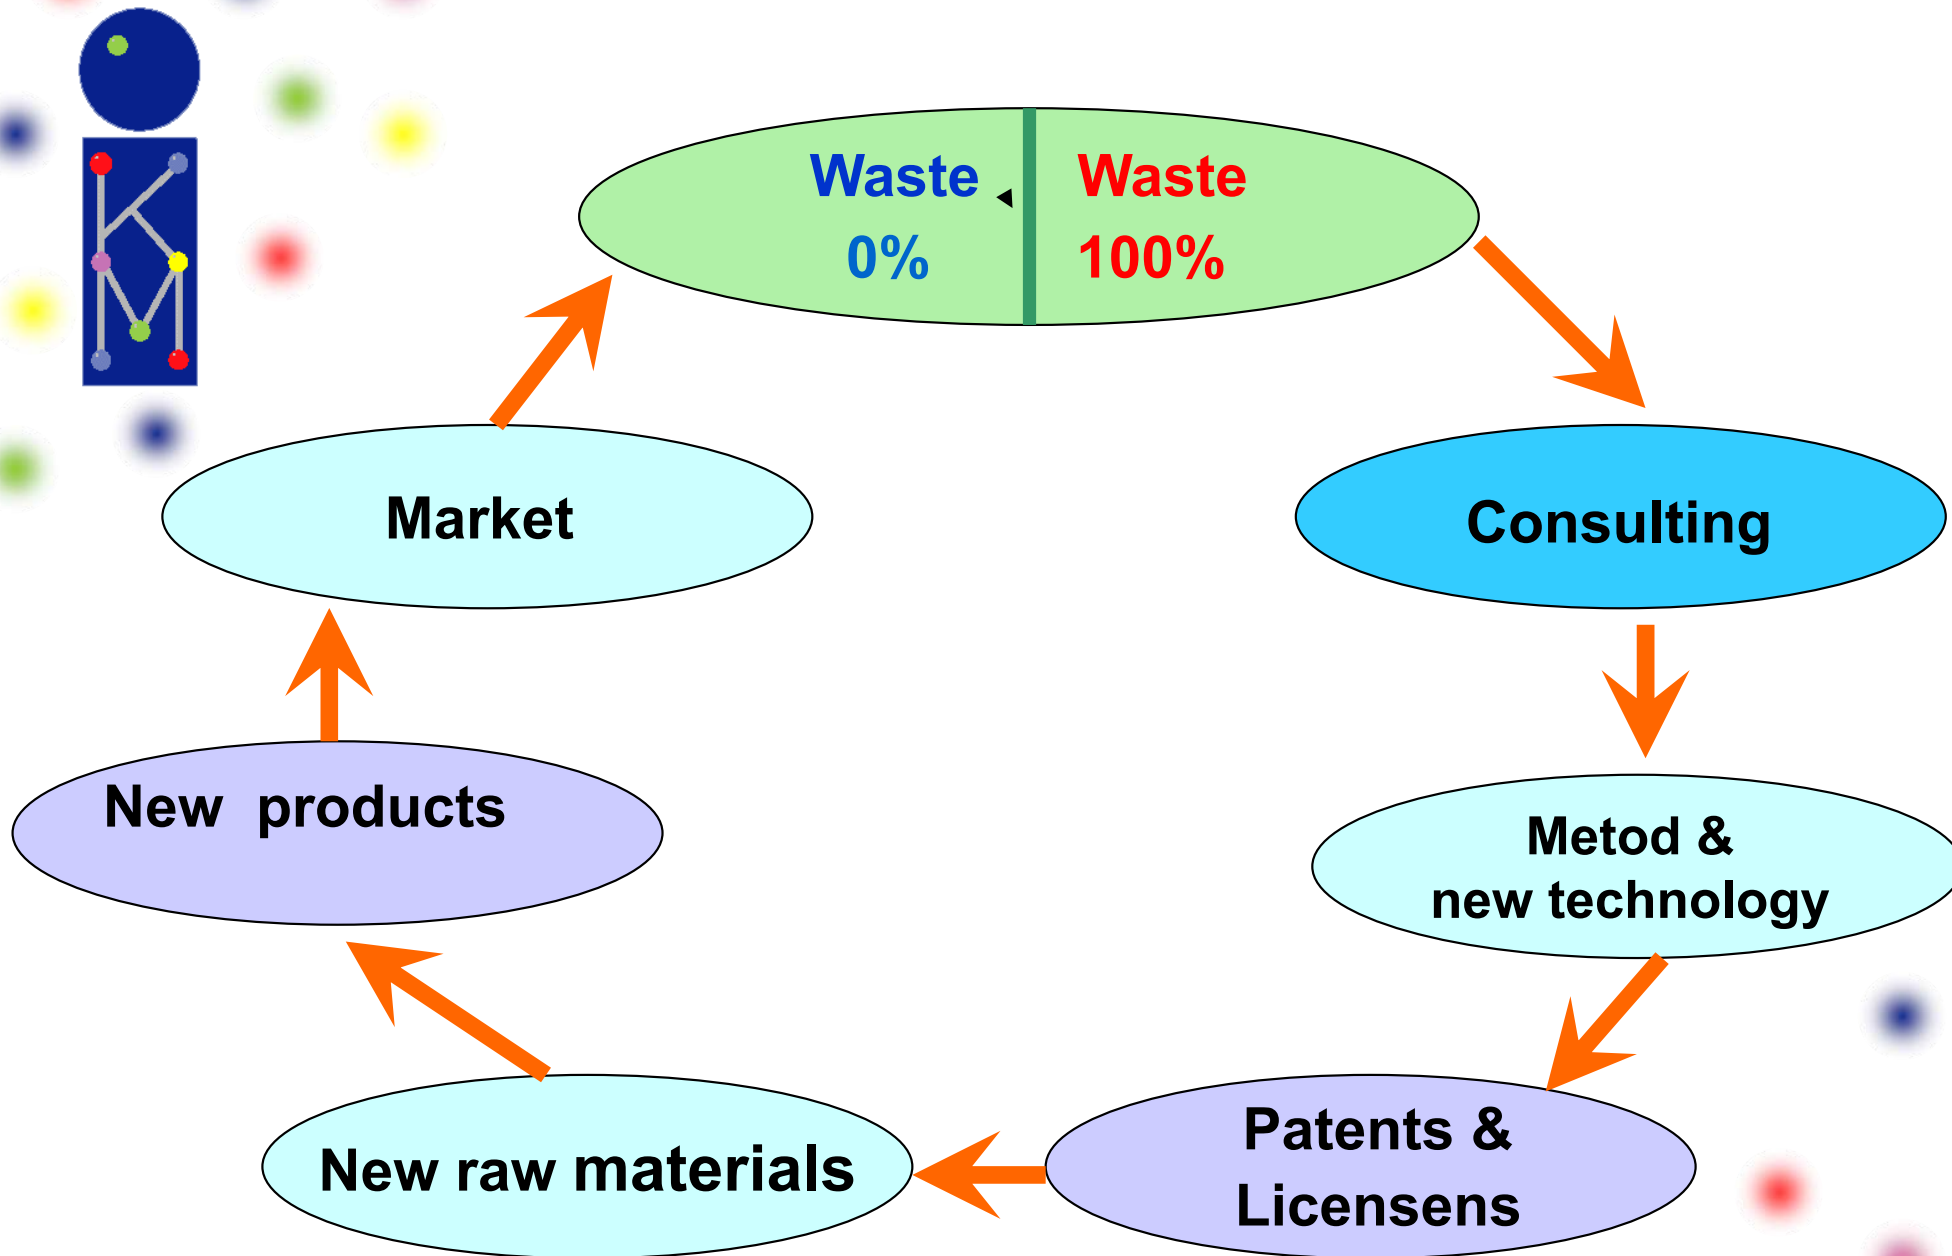 Waste
0%
Waste
100%
Market
Consulting
New products
Metod &
new technology
New raw materials
Patents &
Licensens